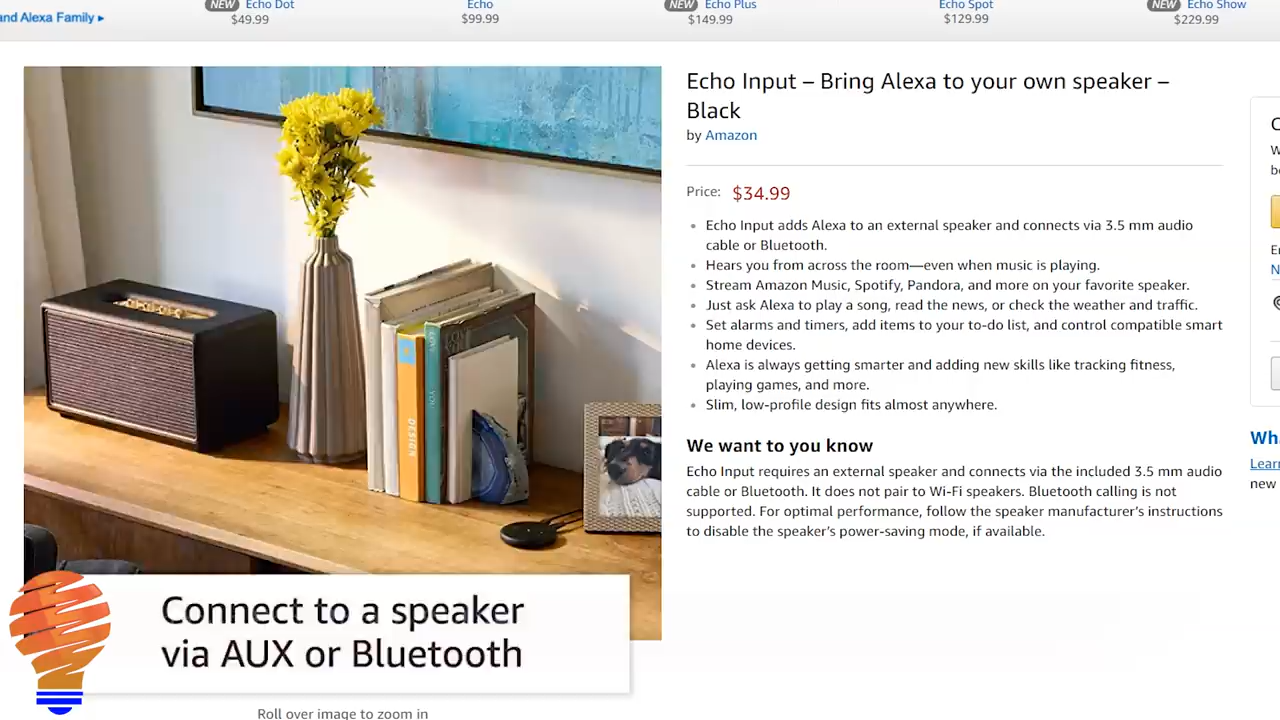 and Alexa Family ▸
NEW Echo Dot
$49.99
Echo
$99.99
NEW Echo Plus
$149.99
Echo Spot
$129.99
NEW Echo Show
$229.99
Echo Input – Bring Alexa to your own speaker –
Black
by Amazon
Price: $34.99
• Echo Input adds Alexa to an external speaker and connects via 3.5 mm audio
cable or Bluetooth.
• Hears you from across the room—even when music is playing.
• Stream Amazon Music, Spotify, Pandora, and more on your favorite speaker.
• Just ask Alexa to play a song, read the news, or check the weather and traffic.
• Set alarms and timers, add items to your to-do list, and control compatible smart
home devices.
• Alexa is always getting smarter and adding new skills like tracking fitness,
playing games, and more.
• Slim, low-profile design fits almost anywhere.
We want to you know
Echo Input requires an external speaker and connects via the included 3.5 mm audio
cable or Bluetooth. It does not pair to Wi-Fi speakers. Bluetooth calling is not
supported. For optimal performance, follow the speaker manufacturer's instructions
to disable the speaker's power-saving mode, if available.
DESIGN
Connect to a speaker
via AUX or Bluetooth
Roll over image to zoom in
new